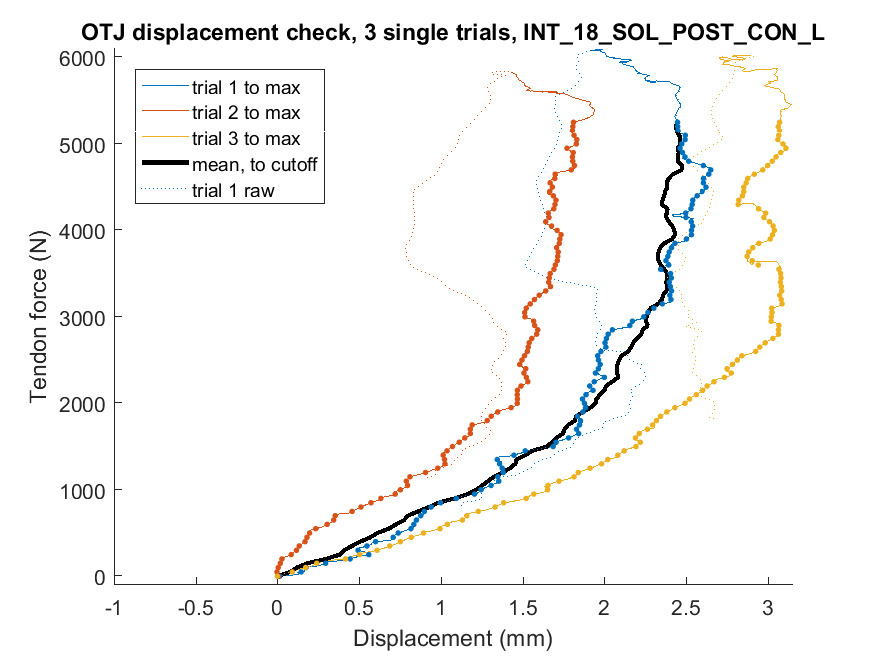 OTJ displacement check, 3 single trials, INT_18_SOL_POST_CON_L
6000
5000
4000
3000
2000
1000
0
Tendon force (N)
trial 1 to max
trial 2 to max
trial 3 to max
mean, to cutoff
trial 1 raw
-1
-0.5
0
0.5
1
1.5
2
2.5
3
Displacement (mm)